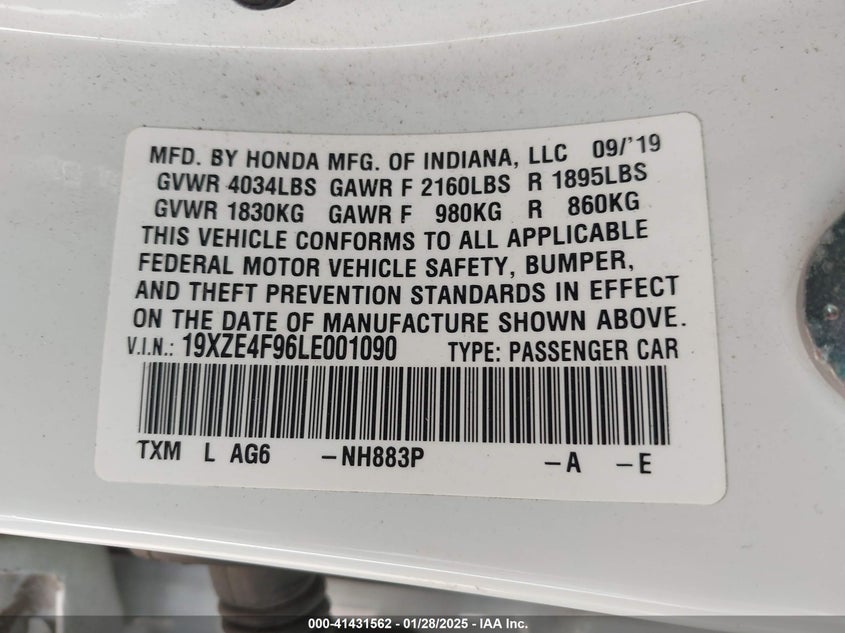 MFD. BY HONDA MFG. OF INDIANA, LLC 09/'19
GVWR 4034LBS GAWR F 2160LBS R 1895LBS
GVWR 1830KG GAWR F 980KG R 860KG
THIS VEHICLE CONFORMS TO ALL APPLICABLE
FEDERAL MOTOR VEHICLE SAFETY, BUMPER,
AND THEFT PREVENTION STANDARDS IN EFFECT
ON THE DATE OF MANUFACTURE SHOWN ABOVE.
V.I.N.: 19XZE4F96LE001090 TYPE: PASSENGER CAR
TXM L AG6 -NH883P -A -E
000-41431562 - 01/28/2025 - IAA Inc.